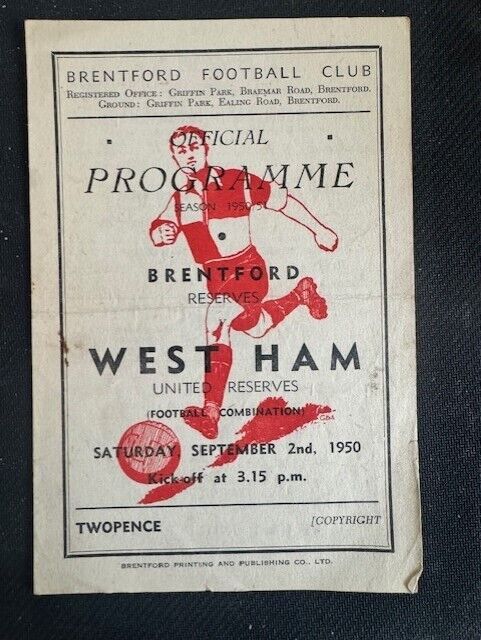 BRENTFORD FOOTBALL CLUB
REGISTERED OFFICE : GRIFFIN PARK, BRAEMAR ROAD, BRENTFORD.
GROUND : GRIFFIN PARK, EALING ROAD, BRENTFORD.
OFFICIAL
PROGRAMME
SEASON 1950/51
BRENTFORD
RESERVES
V
WEST HAM
UNITED RESERVES
(FOOTBALL COMBINATION)
SATURDAY, SEPTEMBER 2nd, 1950
Kick-off at 3.15 p.m.
TWOPENCE [COPYRIGHT
BRENTFORD PRINTING AND PUBLISHING CO., LTD.